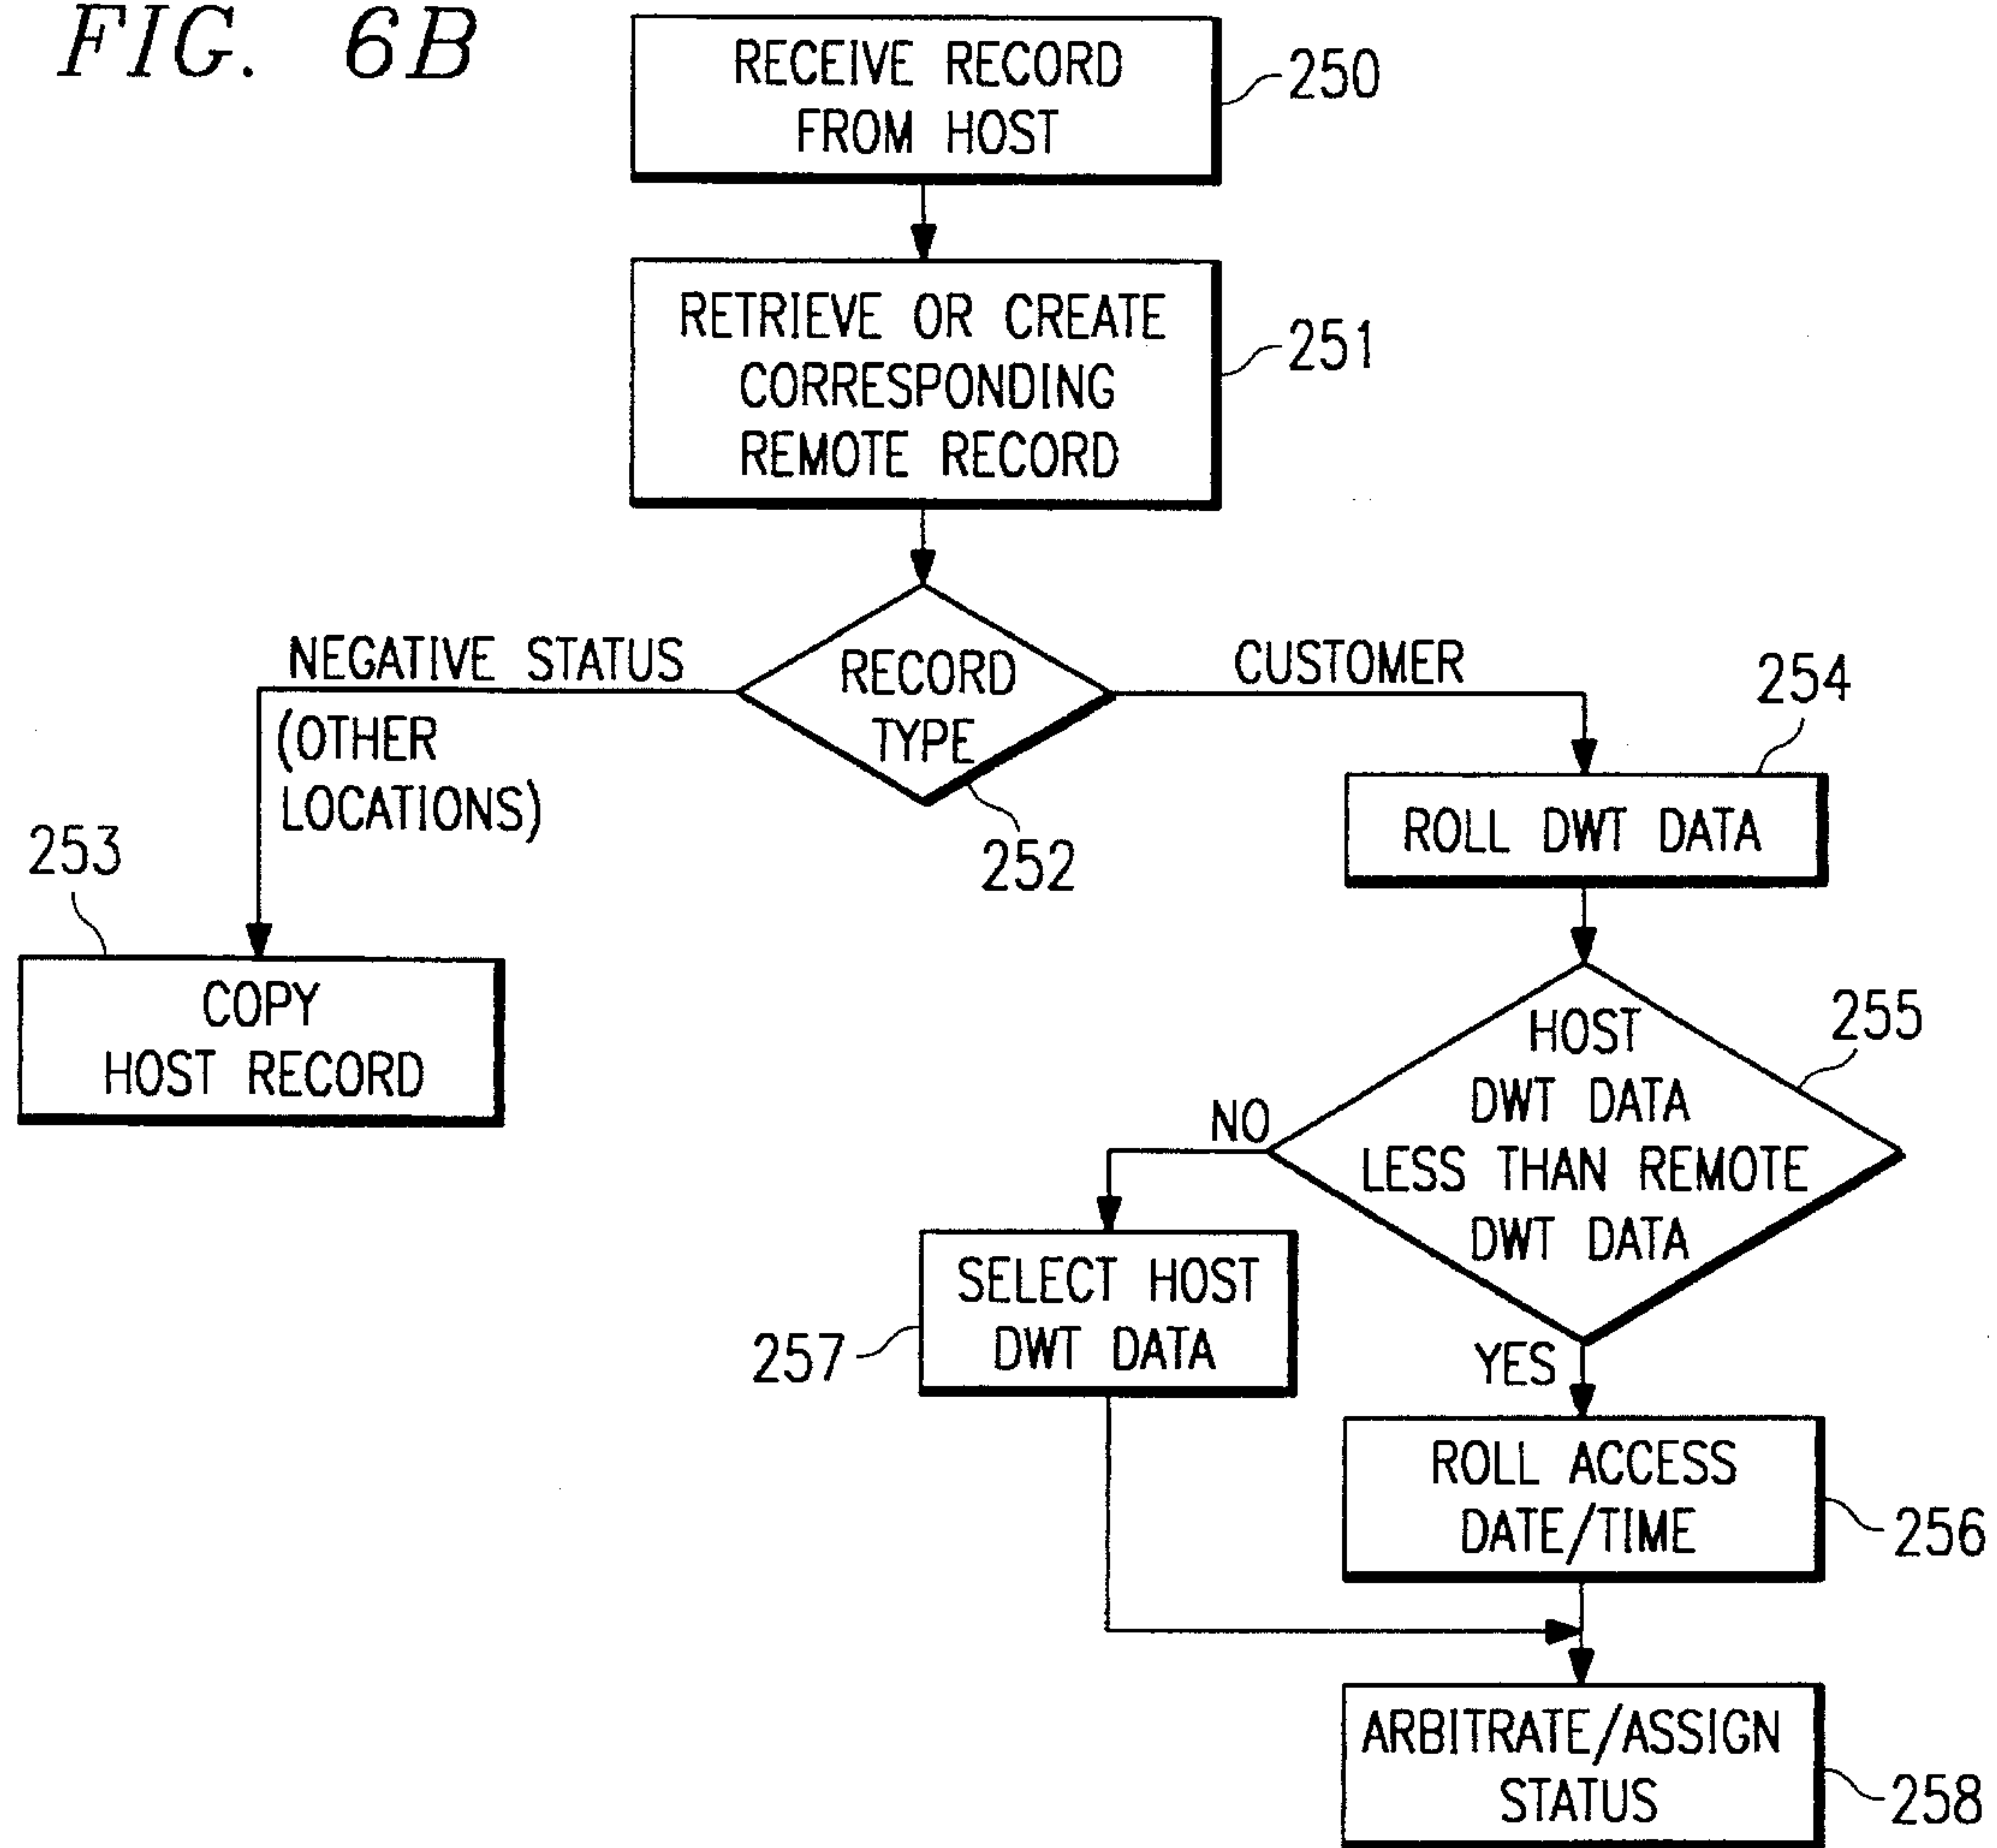 FIG. 6B
RECEIVE RECORD
FROM HOST
250
RETRIEVE OR CREATE
CORRESPONDING
REMOTE RECORD
251
NEGATIVE STATUS
(OTHER
LOCATIONS)
RECORD
TYPE
252
CUSTOMER
254
ROLL DWT DATA
253
COPY
HOST RECORD
255
HOST
DWT DATA
LESS THAN REMOTE
DWT DATA
NO
YES
SELECT HOST
DWT DATA
257
ROLL ACCESS
DATE/TIME
256
ARBITRATE/ASSIGN
STATUS
258